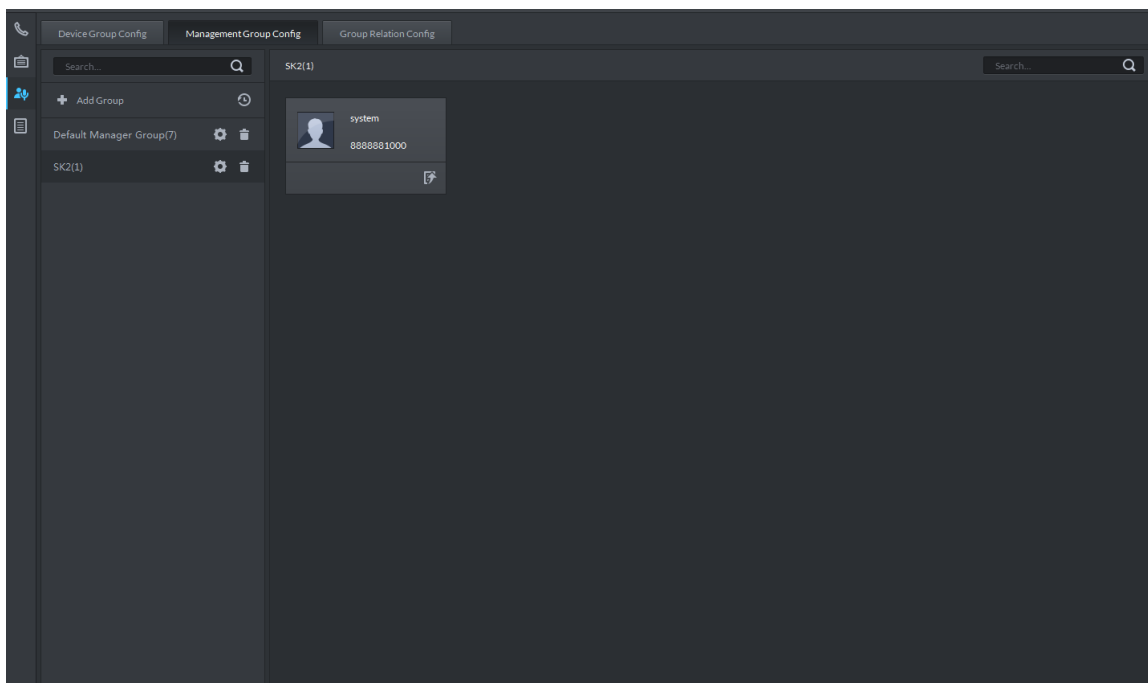 Device Group Config
Management Group Config
Group Relation Config
Search...
SK2(1)
Search...
Add Group
Default Manager Group(7)
SK2(1)
system
8888881000